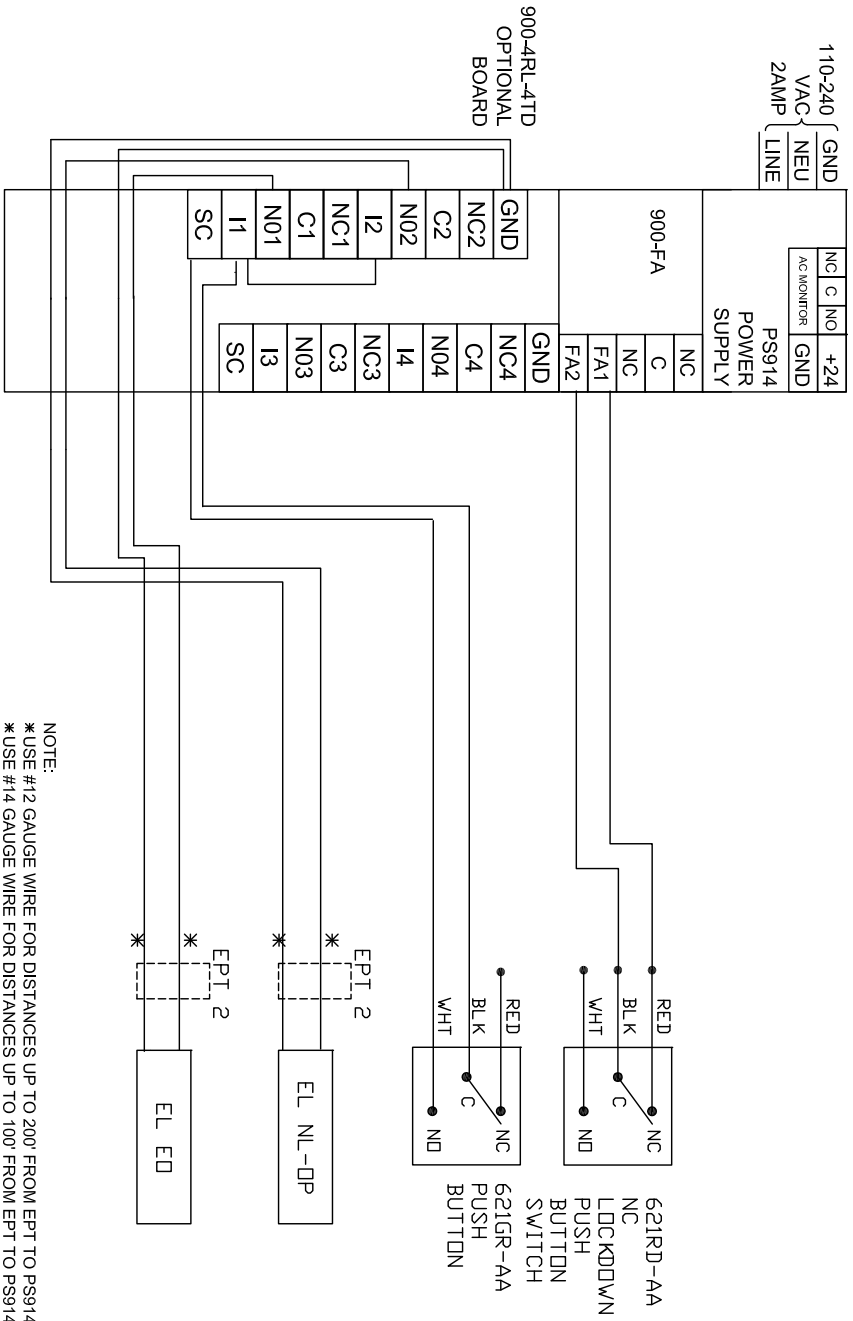 110-240
VAC
2AMP
GND
NEU
LINE
NC C NO +24
AC MONITOR GND
PS914
POWER
SUPPLY
900-FA
NC
C
NC
FA1
FA2
900-4RL-4TD
OPTIONAL
BOARD
GND
NC2
C2
N02
I2
NC1
C1
N01
I1
SC
GND
NC4
C4
N04
I4
NC3
C3
N03
I3
SC
RED
BLK
WHT
NC
C
NO
621RD-AA
NC
LOCKDOWN
PUSH
BUTTON
SWITCH
RED
BLK
WHT
NC
C
NO
621GR-AA
PUSH
BUTTON
EPT 2
* *
EL NL-OP
EPT 2
* *
EL EO
NOTE:
*USE #12 GAUGE WIRE FOR DISTANCES UP TO 200' FROM EPT TO PS914
*USE #14 GAUGE WIRE FOR DISTANCES UP TO 100' FROM EPT TO PS914